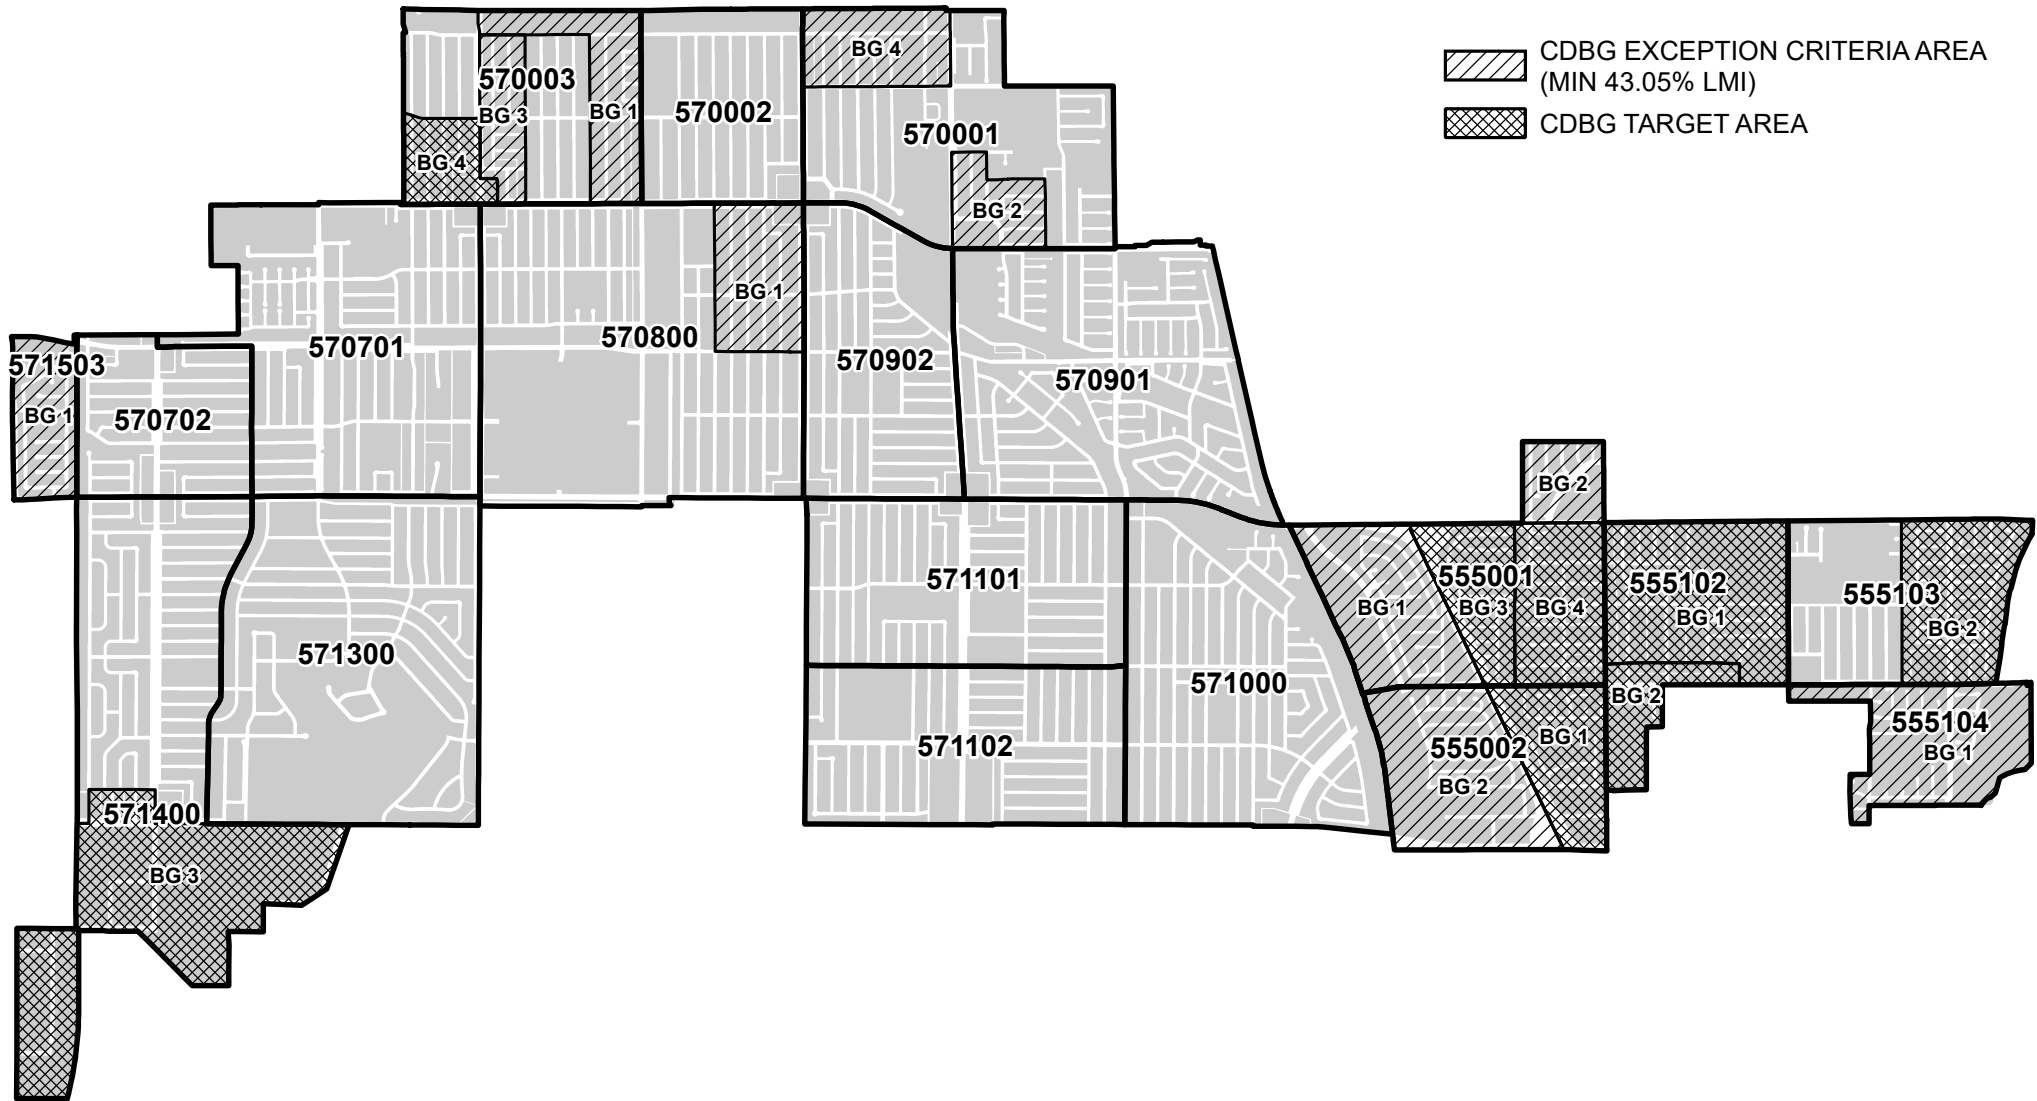 CDBG EXCEPTION CRITERIA AREA
(MIN 43.05% LMI)
CDBG TARGET AREA
BG 4
570003
BG 3
BG 1
570002
570001
BG 4
BG 2
BG 1
570800
570701
570902
570901
571503
BG 1
570702
BG 2
571101
555001
BG 1
BG 3
BG 4
555102
BG 1
555103
BG 2
571300
571000
BG 2
571102
555002
BG 1
BG 2
555104
BG 1
571400
BG 3